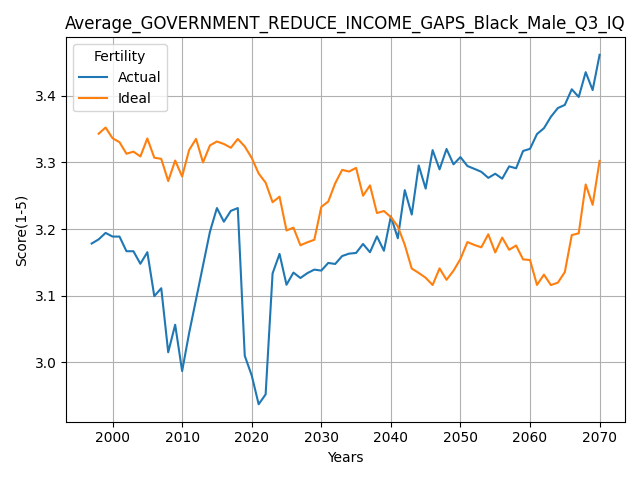 Average_GOVERNMENT_REDUCE_INCOME_GAPS_Black_Male_Q3_IQ
Fertility
Actual
Ideal
Score(1-5)
3.4
3.3
3.2
3.1
3.0
2000 2010 2020 2030 2040 2050 2060 2070
Years